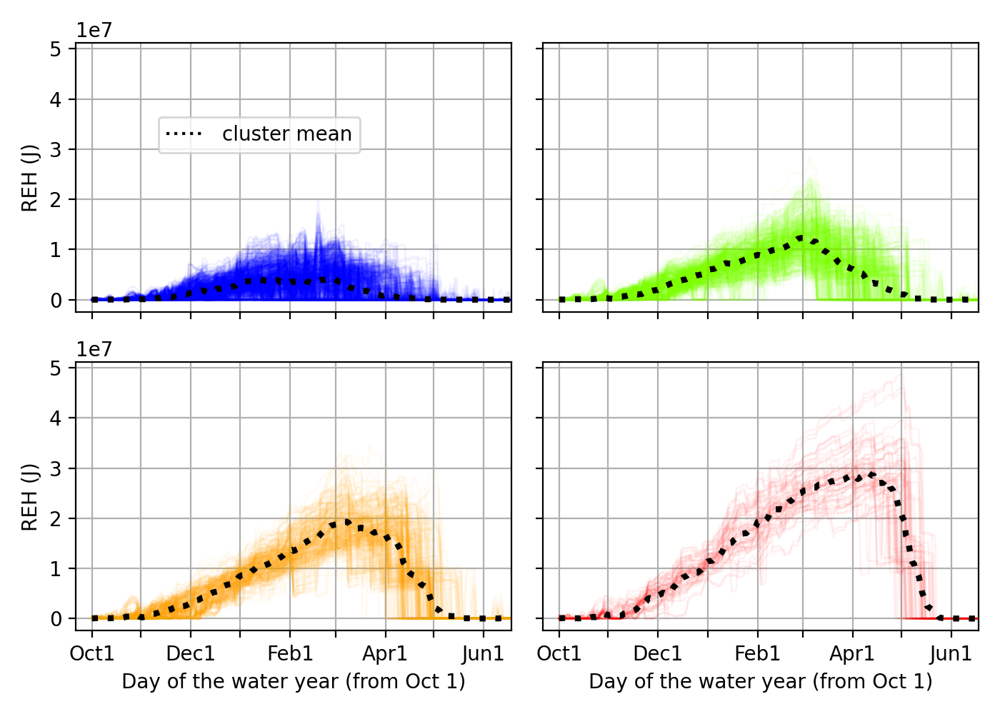 1e7
5
4
3
2
1
0
REH (J)
cluster mean
1e7
5
4
3
2
1
0
REH (J)
Oct1 Dec1 Feb1 Apr1 Jun1
Day of the water year (from Oct 1)
Oct1 Dec1 Feb1 Apr1 Jun1
Day of the water year (from Oct 1)